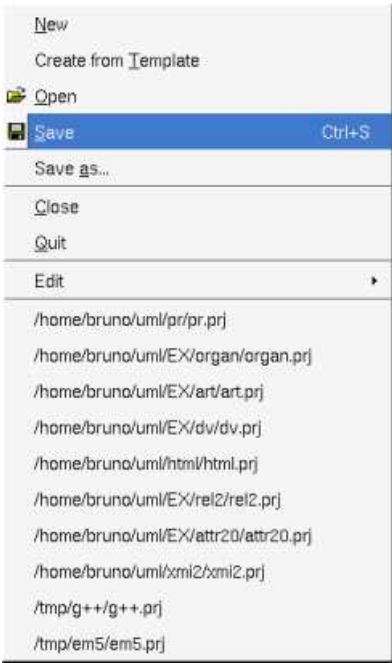 New
Create from Template
Open
Save Ctrl+S
Save as...
Close
Quit
Edit
/home/bruno/uml/pr/pr.prj
/home/bruno/uml/EX/organ/organ.prj
/home/bruno/uml/EX/art/art.prj
/home/bruno/uml/EX/dv/dv.prj
/home/bruno/uml/html/html.prj
/home/bruno/uml/EX/rel2/rel2.prj
/home/bruno/uml/EX/attr20/attr20.prj
/home/bruno/uml/xmi2/xmi2.prj
/tmp/g++/g++.prj
/tmp/em5/em5.prj